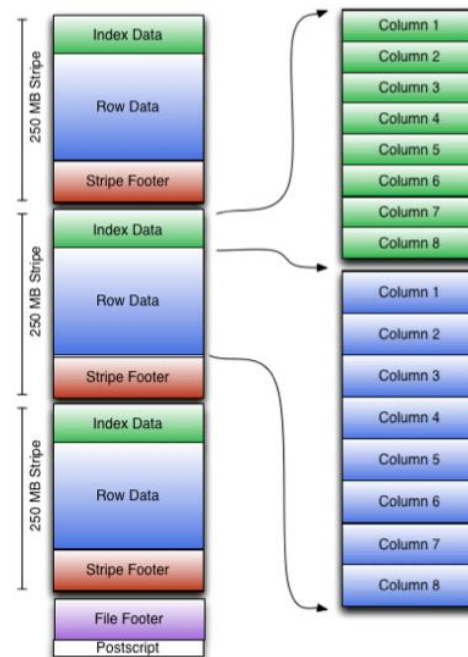 250 MB Stripe
Index Data
Row Data
Stripe Footer
250 MB Stripe
Index Data
Row Data
Stripe Footer
250 MB Stripe
Index Data
Row Data
Stripe Footer
File Footer
Postscript
Column 1
Column 2
Column 3
Column 4
Column 5
Column 6
Column 7
Column 8
Column 1
Column 2
Column 3
Column 4
Column 5
Column 6
Column 7
Column 8